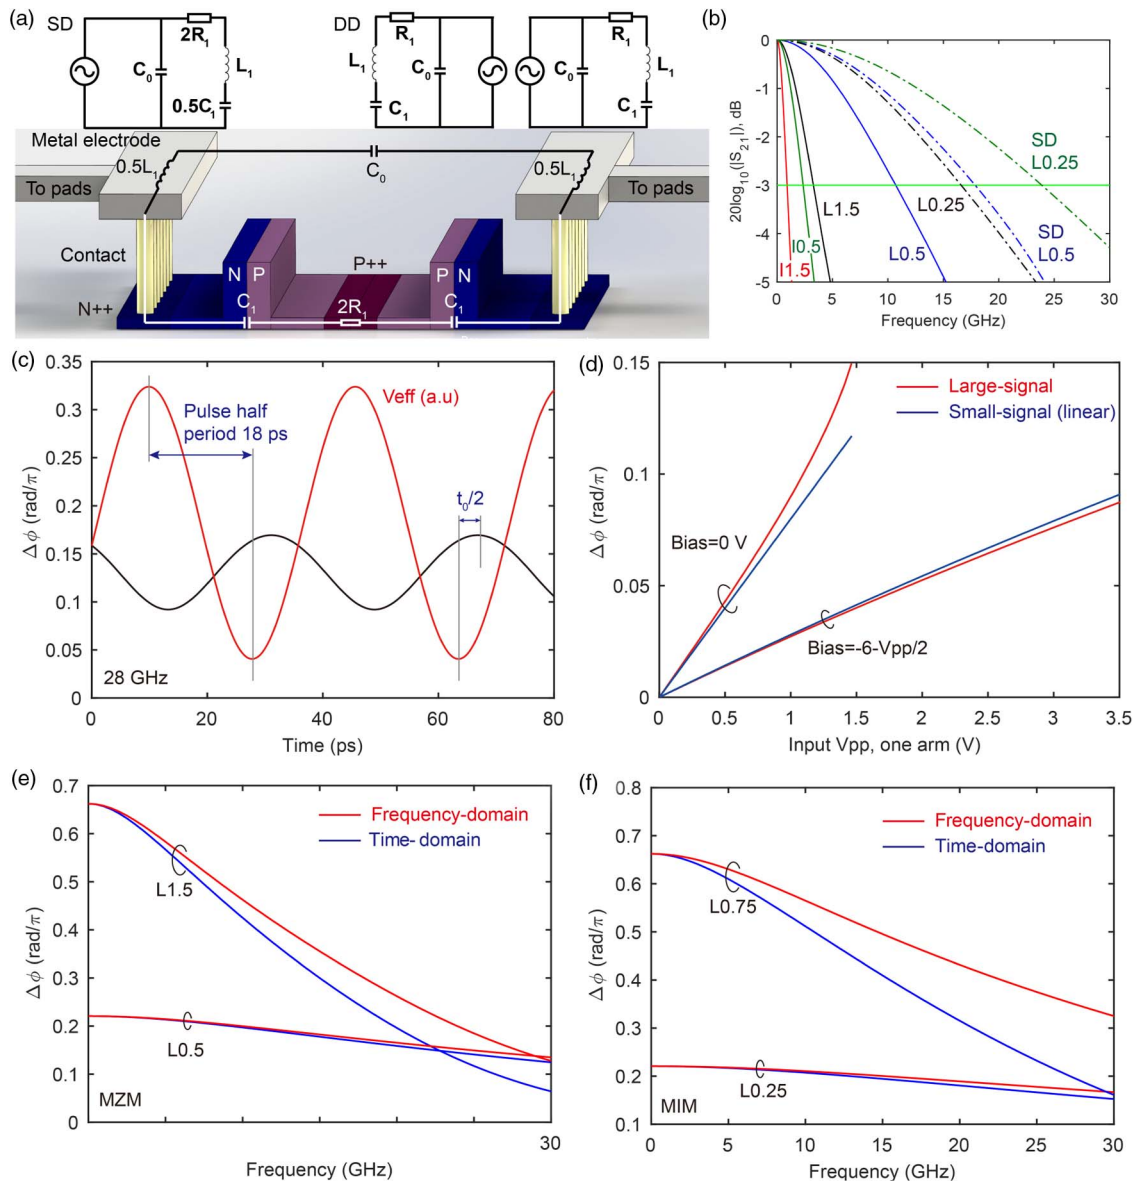 (a)
SD
2R₁
C₀
L₁
0.5C₁
DD
R₁
L₁
C₀
C₁
R₁
C₀
L₁
C₁
Metal electrode
0.5L₁
C₀
0.5L₁
To pads
To pads
Contact
N
P
P++
P
N
N++
C₁
2R₁
C₁
(b)
20log₁₀(|S₂₁|), dB
0
-1
-2
-3
-4
-5
SD
L0.25
L1.5
L0.25
I0.5
L0.5
SD
L0.5
I1.5
0
5
10
15
20
25
30
Frequency (GHz)
(c)
Δϕ (rad/π)
0.35
0.3
0.25
0.2
0.15
0.1
0.05
0
Veff (a.u)
Pulse half
period 18 ps
t₀/2
28 GHz
0
20
40
60
80
Time (ps)
(d)
Δϕ (rad/π)
0.15
0.1
0.05
0
Large-signal
Small-signal (linear)
Bias=0 V
Bias=-6-Vpp/2
0
0.5
1
1.5
2
2.5
3
3.5
Input Vpp, one arm (V)
(e)
Δϕ (rad/π)
0.7
0.6
0.5
0.4
0.3
0.2
0.1
0
Frequency-domain
Time- domain
L1.5
L0.5
MZM
30
Frequency (GHz)
(f)
Δϕ (rad/π)
0.8
0.7
0.6
0.5
0.4
0.3
0.2
0.1
Frequency-domain
Time-domain
L0.75
L0.25
MIM
0
5
10
15
20
25
30
Frequency (GHz)